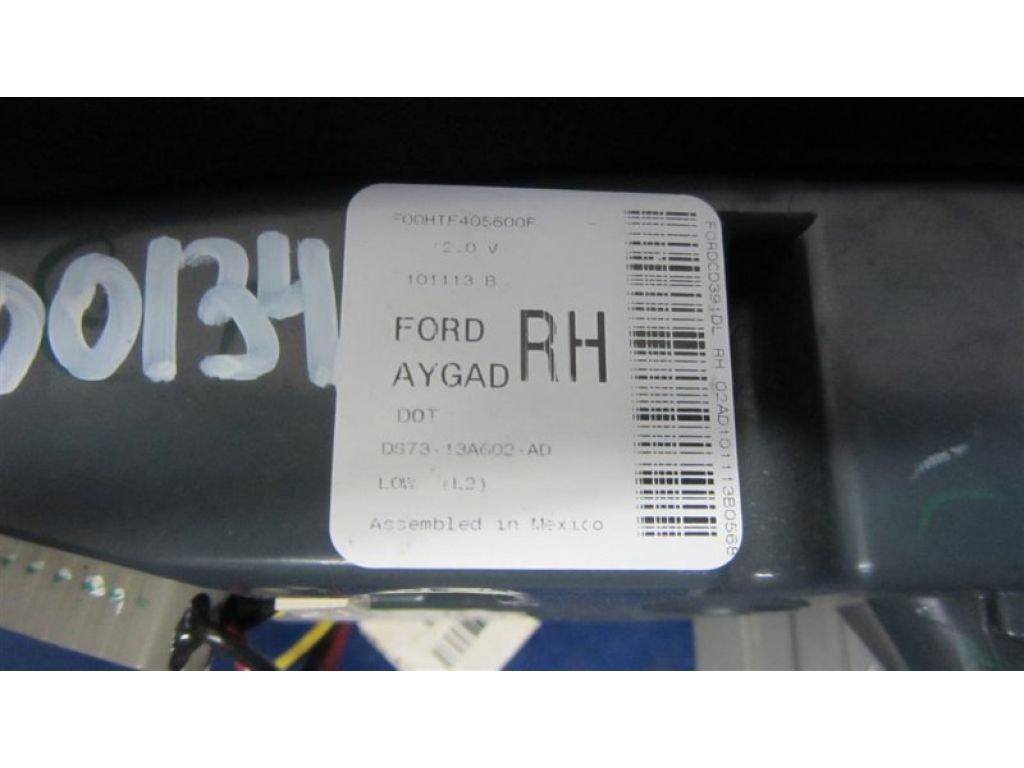 00134
F00HTF405600F
12.0 V
101113 B
FORD
AYGAD
RH
DOT
DS73-13A602-AD
LOW (L2)
Assembled in Mexico
FORDCD391DL RH 02AD101113B0568